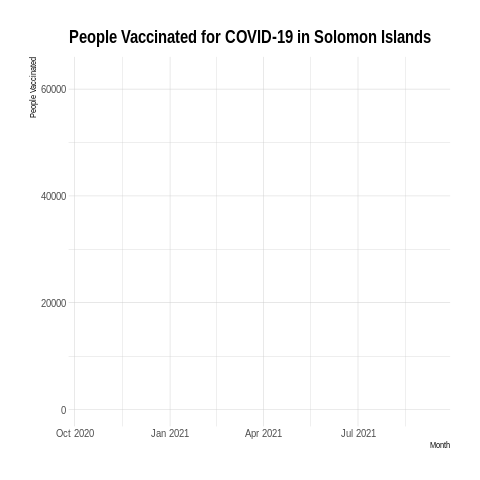 People Vaccinated for COVID-19 in Solomon Islands
People Vaccinated
60000
40000
20000
0
Oct 2020 Jan 2021 Apr 2021 Jul 2021
Month